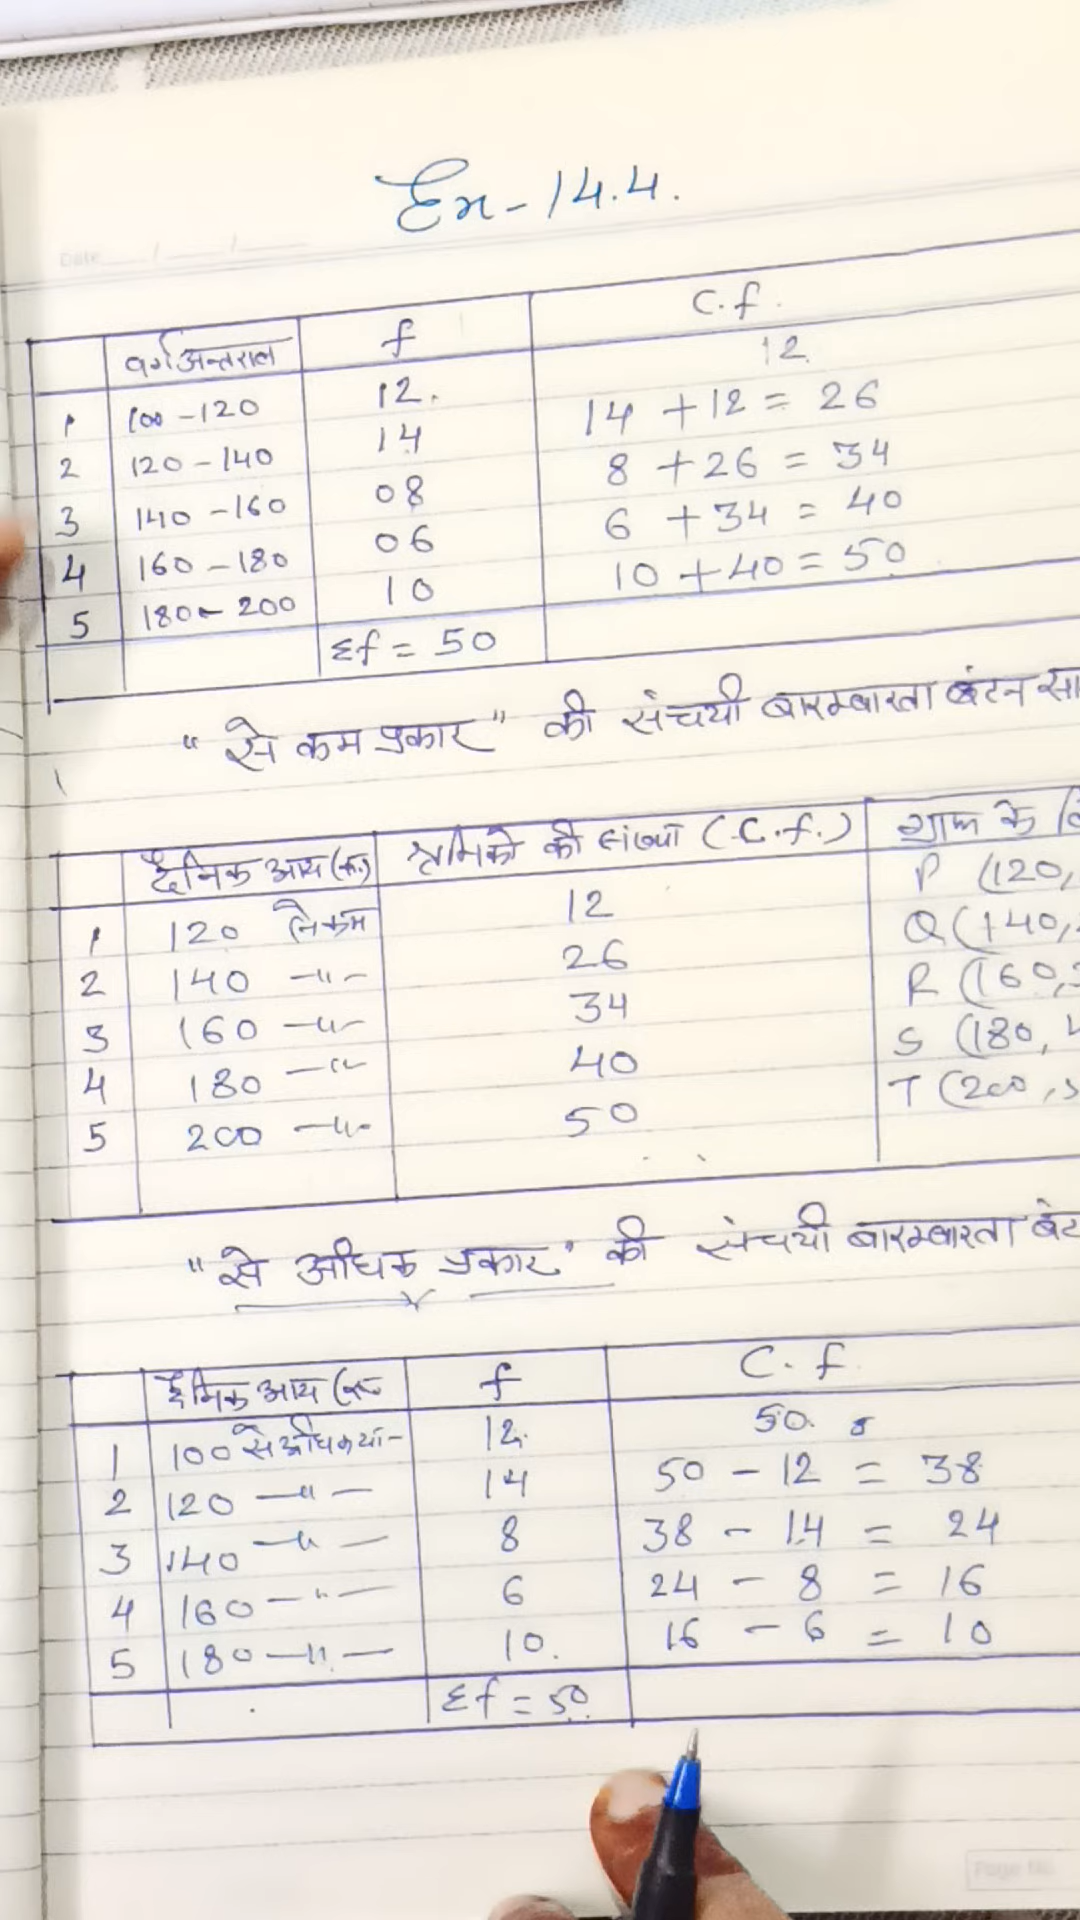 Ex-14.4.
Date
वर्ग अन्तराल f C.f.
1 100-120 12. 12.
2 120-140 14 14 + 12 = 26
3 140-160 08 8 + 26 = 34
4 160-180 06 6 + 34 = 40
5 180-200 10 10 + 40 = 50
Σf = 50
"से कम प्रकार" की संचयी बारम्बारता बंटन सा
दैनिक आय (रू) श्रमिको की संख्या (C.f.) ग्राफ के
1 120 से कम 12 P (120,
2 140 -"- 26 Q (140,
3 160 -"- 34 R (160,
4 180 -"- 40 S (180,
5 200 -"- 50 T (200,
"से अधिक प्रकार" की संचयी बारम्बारता बंट
दैनिक आय (रू f C.f
1 100 से अधिक या- 12. 50.
2 120 -"- 14 50 - 12 = 38
3 140 -"- 8 38 - 14 = 24
4 160 -"- 6 24 - 8 = 16
5 180 -"- 10. 16 - 6 = 10
Σf = 50
Page No